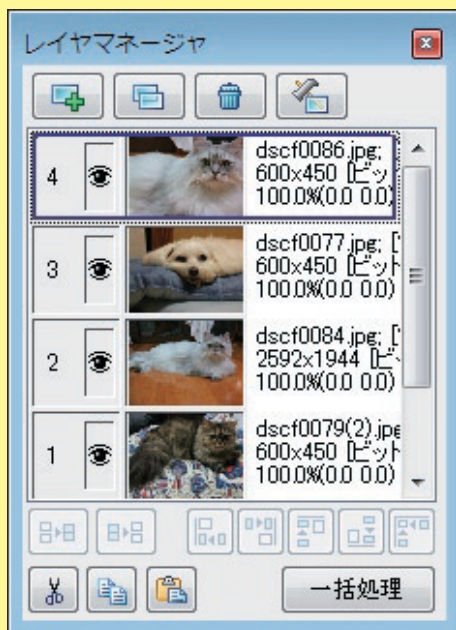 レイヤマネージャ
4
dscf0086.jpg;
600x450 [ビッ
100.0%(0.0 0.0)
3
dscf0077.jpg; [
600x450 [ビット
100.0%(0.0 0.0)
2
dscf0084.jpg; [
2592x1944 [ビ
100.0%(0.0 0.0)
1
dscf0079(2).jpe
600x450 [ビット
100.0%(0.0 0.0)
一括処理